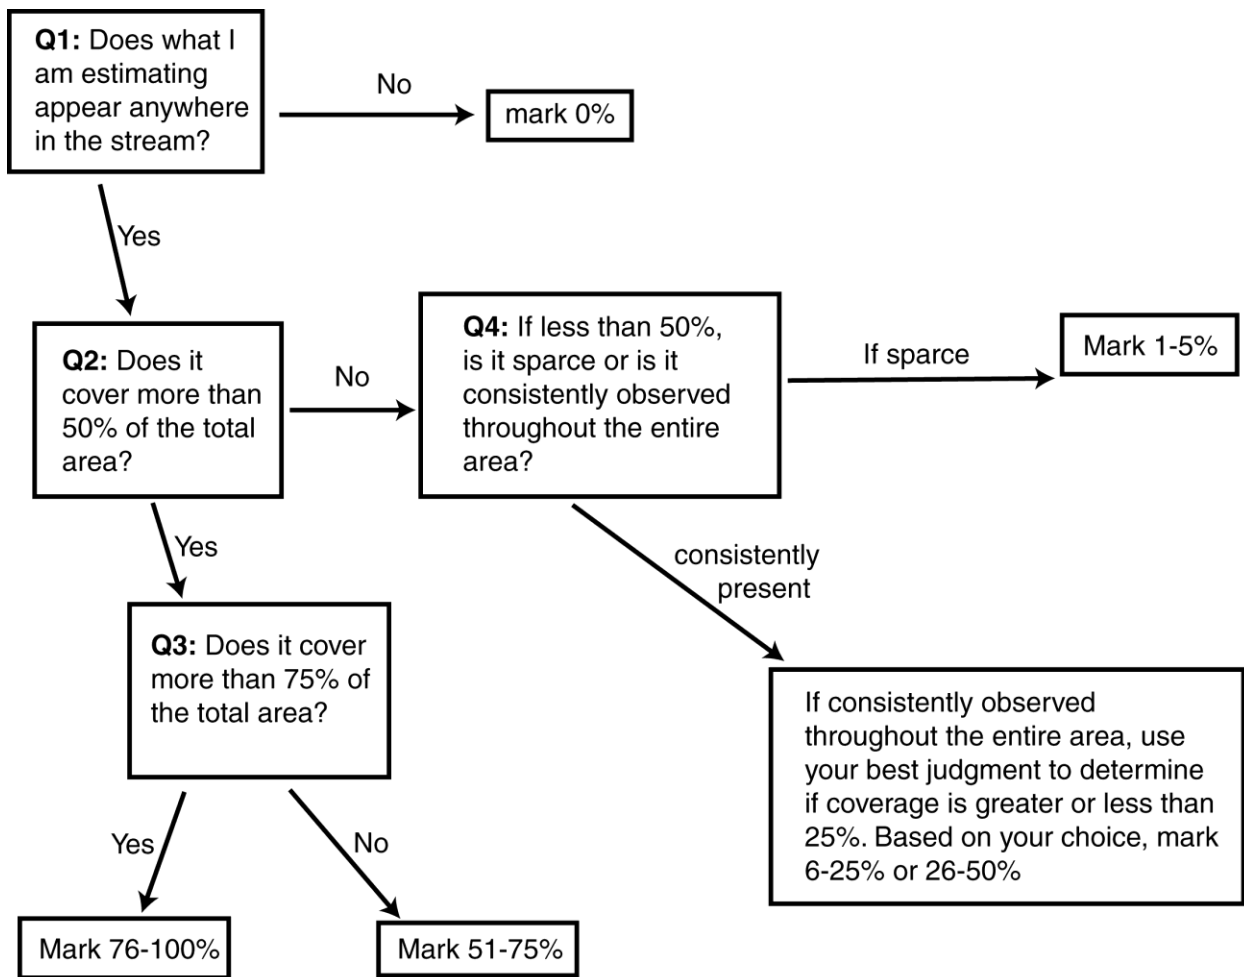 Q1: Does what I
am estimating
appear anywhere
in the stream?
No
mark 0%
Yes
Q2: Does it
cover more than
50% of the total
area?
No
Q4: If less than 50%,
is it sparce or is it
consistently observed
throughout the entire
area?
If sparce
Mark 1-5%
Yes
consistently
present
Q3: Does it cover
more than 75% of
the total area?
If consistently observed
throughout the entire area, use
your best judgment to determine
if coverage is greater or less than
25%. Based on your choice, mark
6-25% or 26-50%
Yes
No
Mark 76-100%
Mark 51-75%